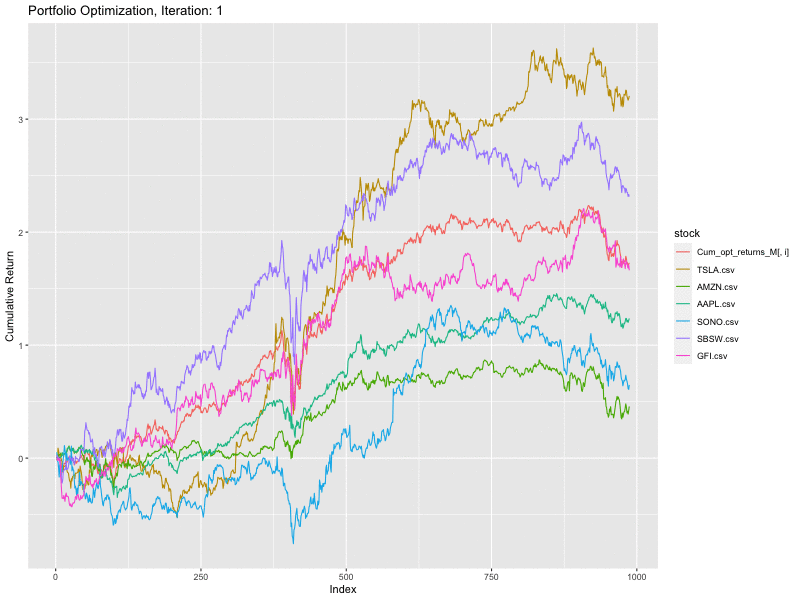 Portfolio Optimization, Iteration: 1
Cumulative Return
3
2
1
0
0
250
500
750
1000
Index
stock
Cum_opt_returns_M[, i]
TSLA.csv
AMZN.csv
AAPL.csv
SONO.csv
SBSW.csv
GFI.csv